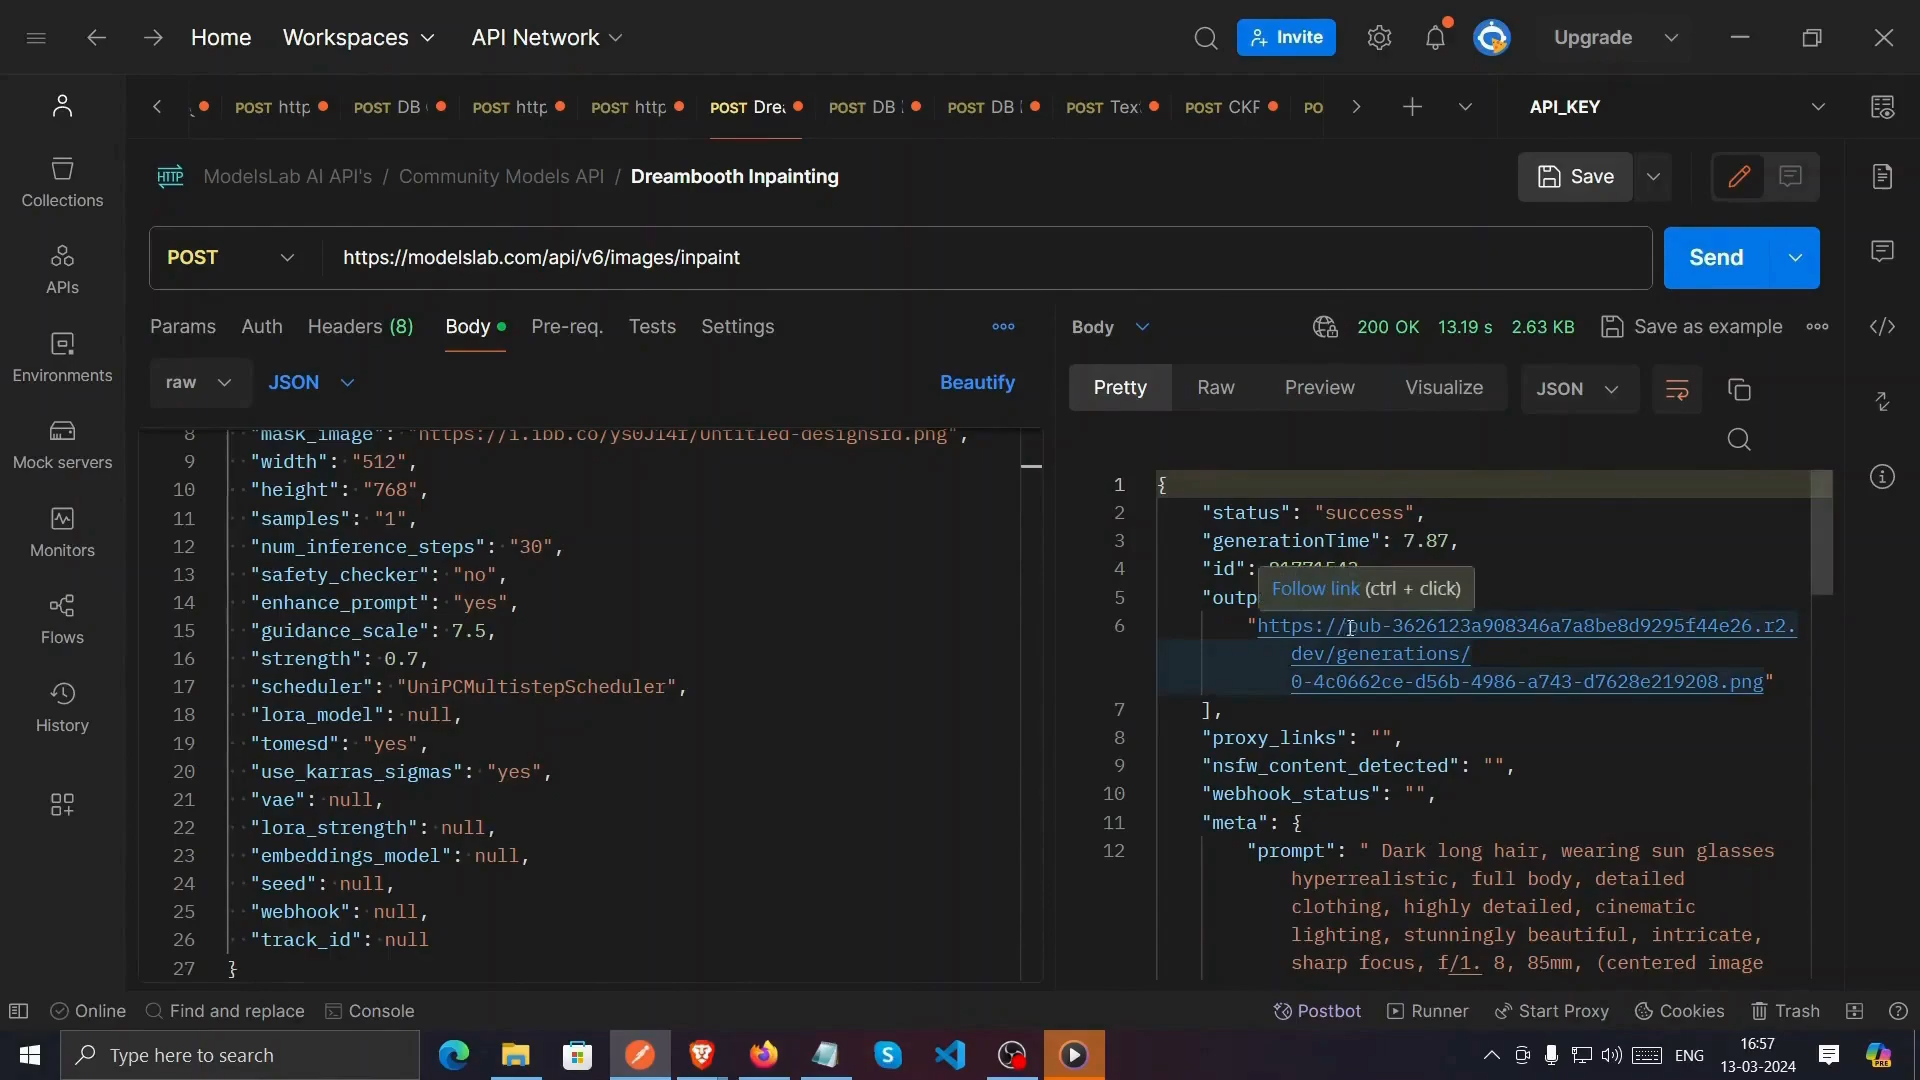 Home Workspaces API Network Invite Upgrade
POST http POST DB POST http POST http POST Dre POST DB POST DB POST Tex POST CKF PO API_KEY
HTTP ModelsLab AI API's / Community Models API / Dreambooth Inpainting Save
POST https://modelslab.com/api/v6/images/inpaint Send
Params Auth Headers (8) Body Pre-req. Tests Settings
Body 200 OK 13.19 s 2.63 KB Save as example
raw JSON Beautify
Pretty Raw Preview Visualize JSON
Collections
APIs
Environments
Mock servers
Monitors
Flows
History
8 "mask_image":
9 "width": "512",
10 "height": "768",
11 "samples": "1",
12 "num_inference_steps": "30",
13 "safety_checker": "no",
14 "enhance_prompt": "yes",
15 "guidance_scale": 7.5,
16 "strength": 0.7,
17 "scheduler": "UniPCMultistepScheduler",
18 "lora_model": null,
19 "tomesd": "yes",
20 "use_karras_sigmas": "yes",
21 "vae": null,
22 "lora_strength": null,
23 "embeddings_model": null,
24 "seed": null,
25 "webhook": null,
26 "track_id": null
27 }
1 {
2 "status": "success",
3 "generationTime": 7.87,
4 "id":
Follow link (ctrl + click)
5 "outp
6 "https://pub-3626123a908346a7a8be8d9295f44e26.r2.
dev/generations/
0-4c0662ce-d56b-4986-a743-d7628e219208.png"
7 ],
8 "proxy_links": "",
9 "nsfw_content_detected": "",
10 "webhook_status": "",
11 "meta": {
12 "prompt": " Dark long hair, wearing sun glasses
hyperrealistic, full body, detailed
clothing, highly detailed, cinematic
lighting, stunningly beautiful, intricate,
sharp focus, f/1. 8, 85mm, (centered image
Online Find and replace Console Postbot Runner Start Proxy Cookies Trash
Type here to search ENG 16:57
13-03-2024
PRE